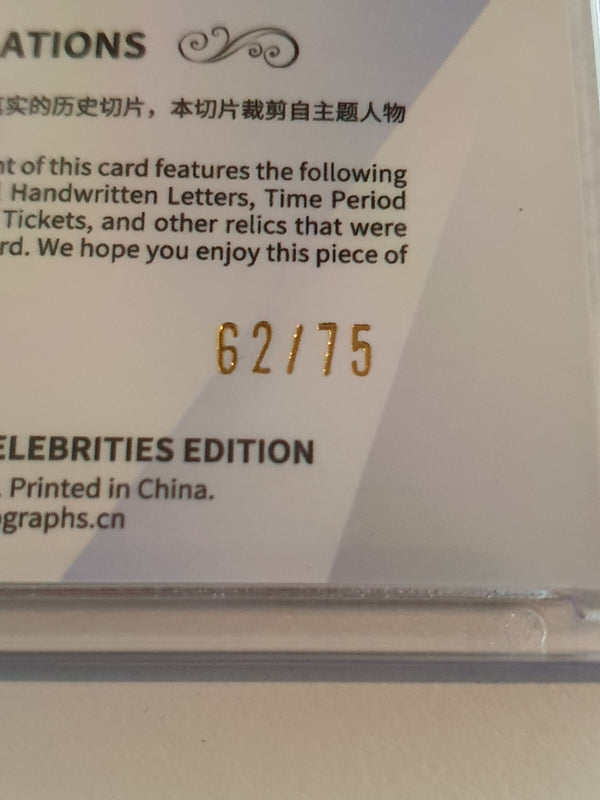 ATIONS
实的历史切片，本切片裁剪自主题人物
nt of this card features the following
Handwritten Letters, Time Period
Tickets, and other relics that were
rd. We hope you enjoy this piece of
62/75
ELEBRITIES EDITION
. Printed in China.
ographs.cn